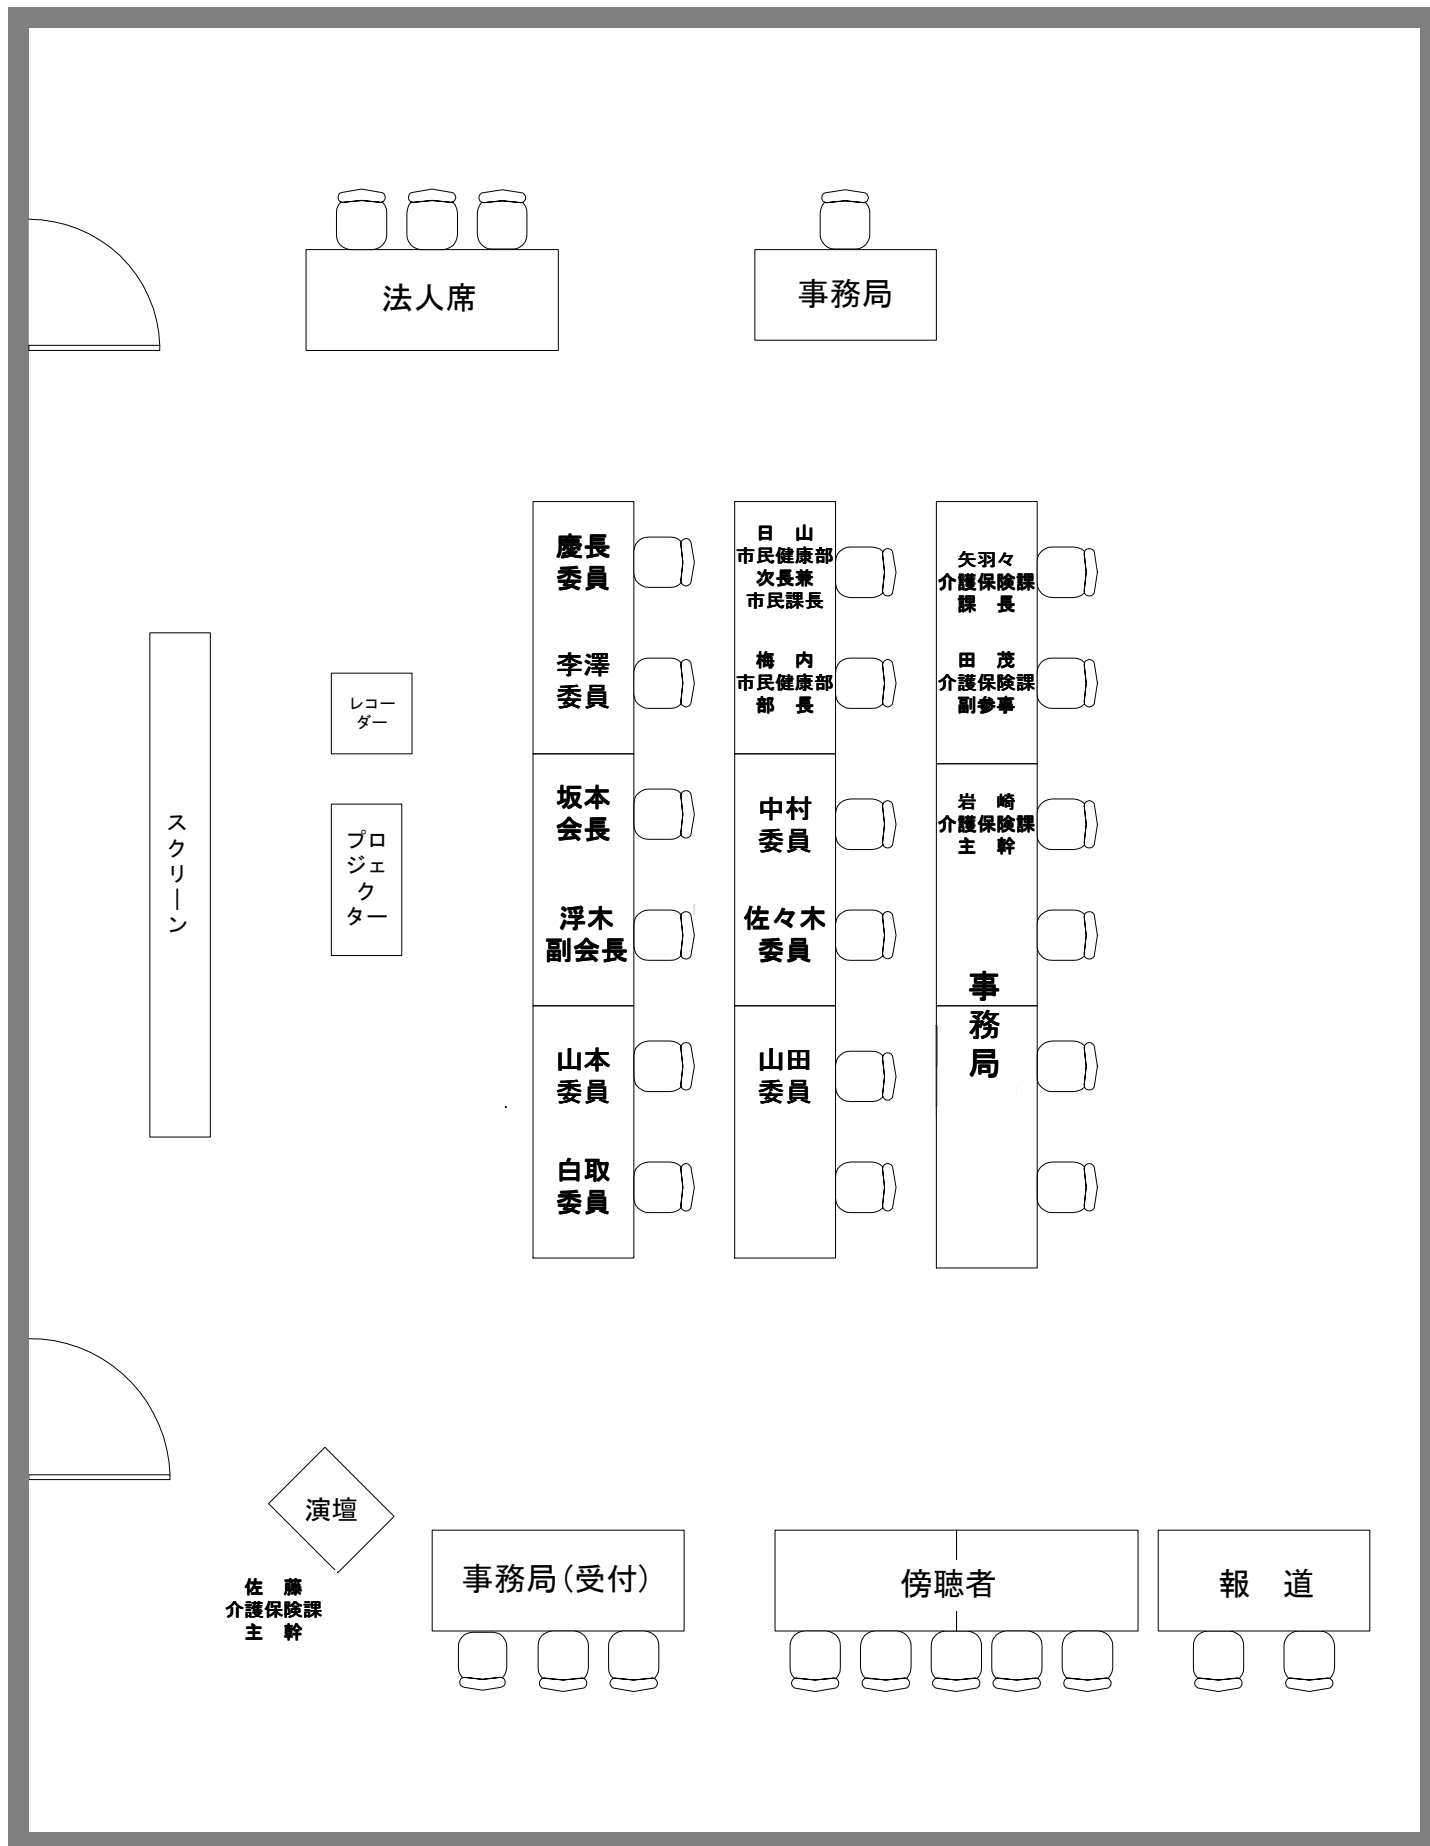 法人席
事務局
慶長
委員
李澤
委員
坂本
会長
浮木
副会長
山本
委員
白取
委員
日　山
市民健康部
次長兼
市民課長
梅　内
市民健康部
部　長
中村
委員
佐々木
委員
山田
委員
矢羽々
介護保険課
課　長
田　茂
介護保険課
副参事
岩　崎
介護保険課
主　幹
事
務
局
レコー
ダー
プロ
ジェ
ク
ター
スクリーン
演壇
佐　藤
介護保険課
主　幹
事務局(受付)
傍聴者
報　道